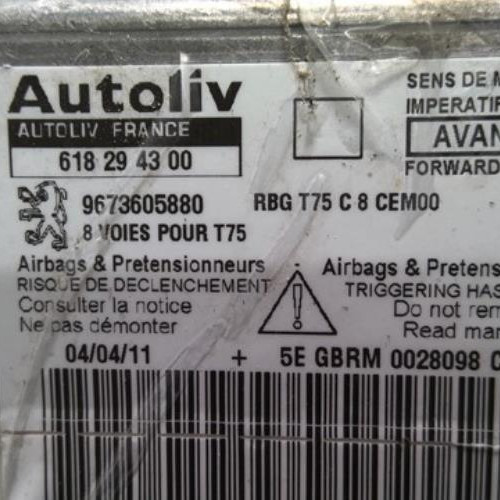 Autoliv
AUTOLIV FRANCE
618 29 43 00
9673605880
8 VOIES POUR T75
RBG T75 C 8 CEM00
SENS DE
IMPERATI
AVAN
FORWARD
Airbags & Pretensionneurs
RISQUE DE DECLENCHEMENT
Consulter la notice
Ne pas démonter
Airbags & Pretens
TRIGGERING HAS
Do not rem
Read man
04/04/11 + 5E GBRM 0028098